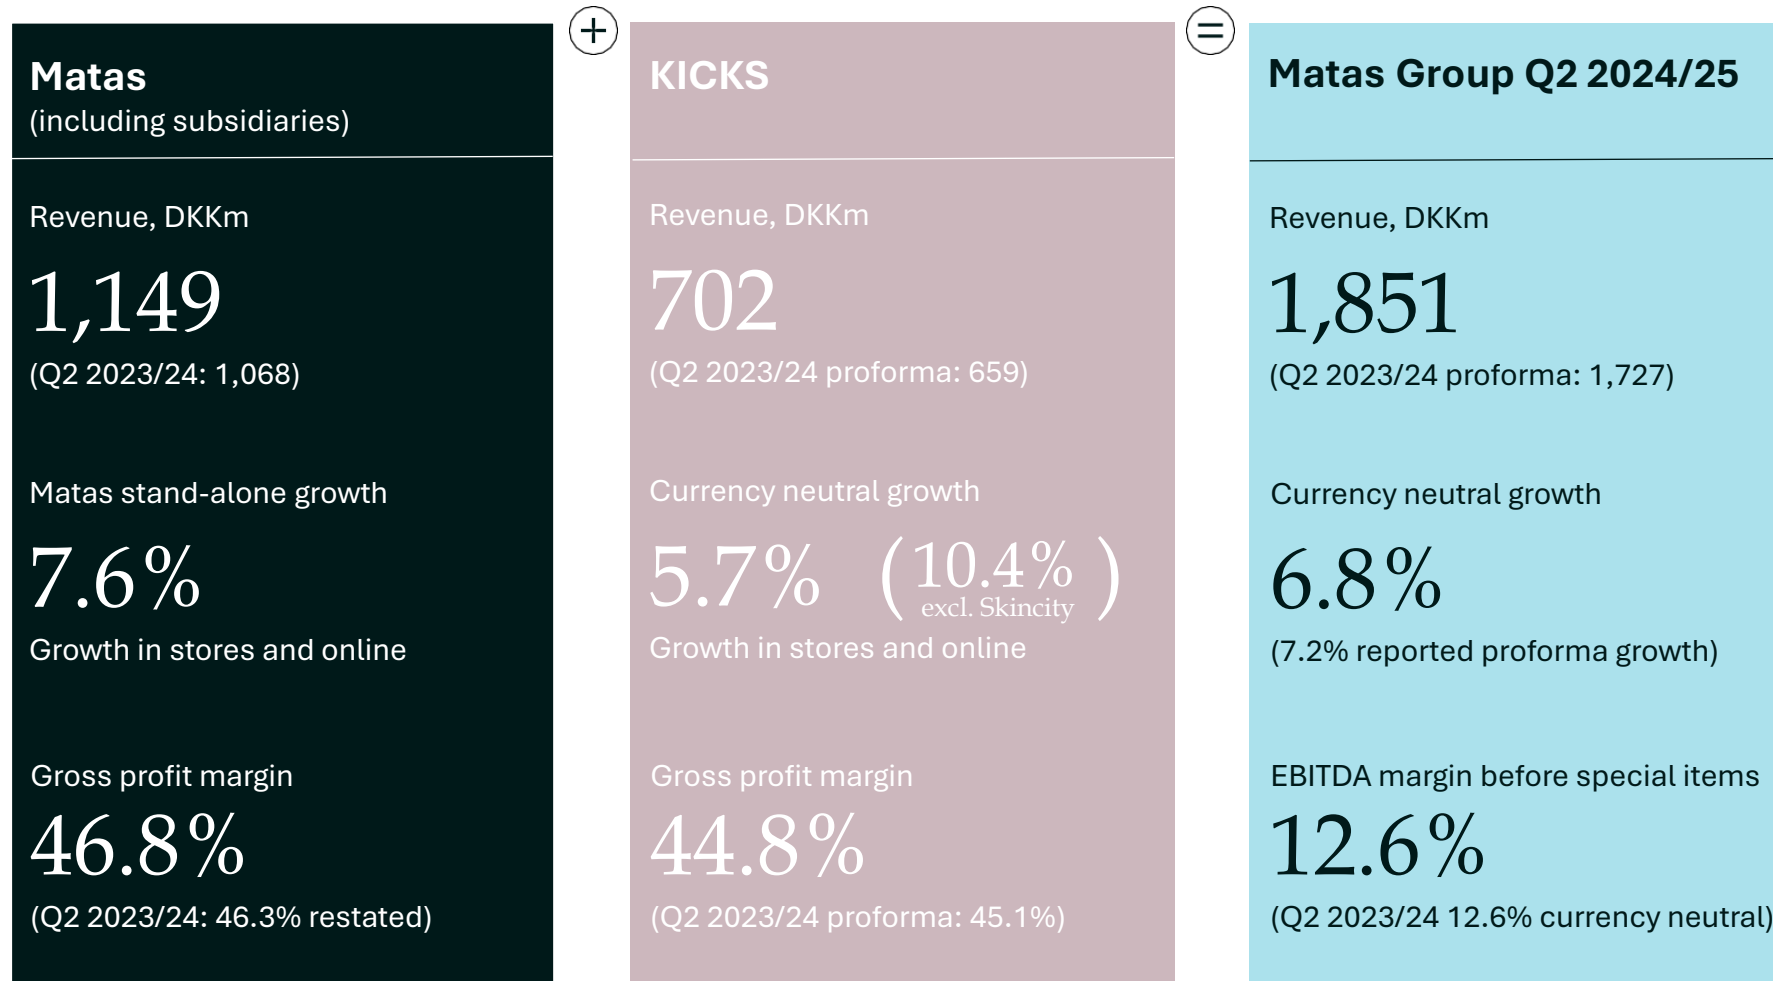 Matas
(including subsidiaries)
Revenue, DKKm
1,149
(Q2 2023/24: 1,068)
Matas stand-alone growth
7.6%
Growth in stores and online
Gross profit margin
46.8%
(Q2 2023/24: 46.3% restated)
+
KICKS
Revenue, DKKm
702
(Q2 2023/24 proforma: 659)
Currency neutral growth
5.7% (10.4%
excl. Skincity)
Growth in stores and online
Gross profit margin
44.8%
(Q2 2023/24 proforma: 45.1%)
=
Matas Group Q2 2024/25
Revenue, DKKm
1,851
(Q2 2023/24 proforma: 1,727)
Currency neutral growth
6.8%
(7.2% reported proforma growth)
EBITDA margin before special items
12.6%
(Q2 2023/24 12.6% currency neutral)